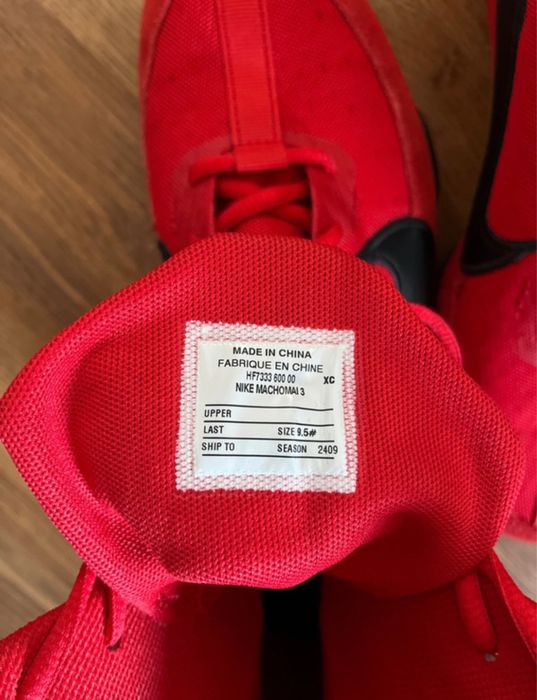 MADE IN CHINA
FABRIQUE EN CHINE
HF7333 600 00 XC
NIKE MACHOMAI 3
UPPER
LAST SIZE 9.5#
SHIP TO SEASON 2409